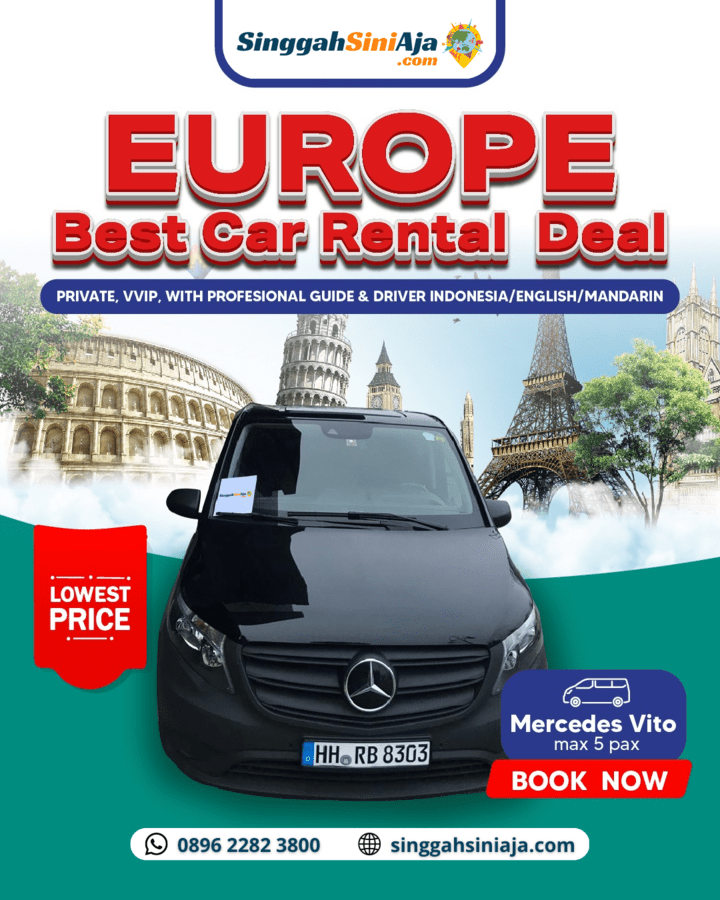 SinggahSiniAja
.com
EUROPE
Best Car Rental Deal
PRIVATE, VVIP, WITH PROFESIONAL GUIDE & DRIVER INDONESIA/ENGLISH/MANDARIN
SinggahSiniAja
LOWEST
PRICE
HH RB 8303
Mercedes Vito
max 5 pax
BOOK NOW
0896 2282 3800
singgahsiniaja.com